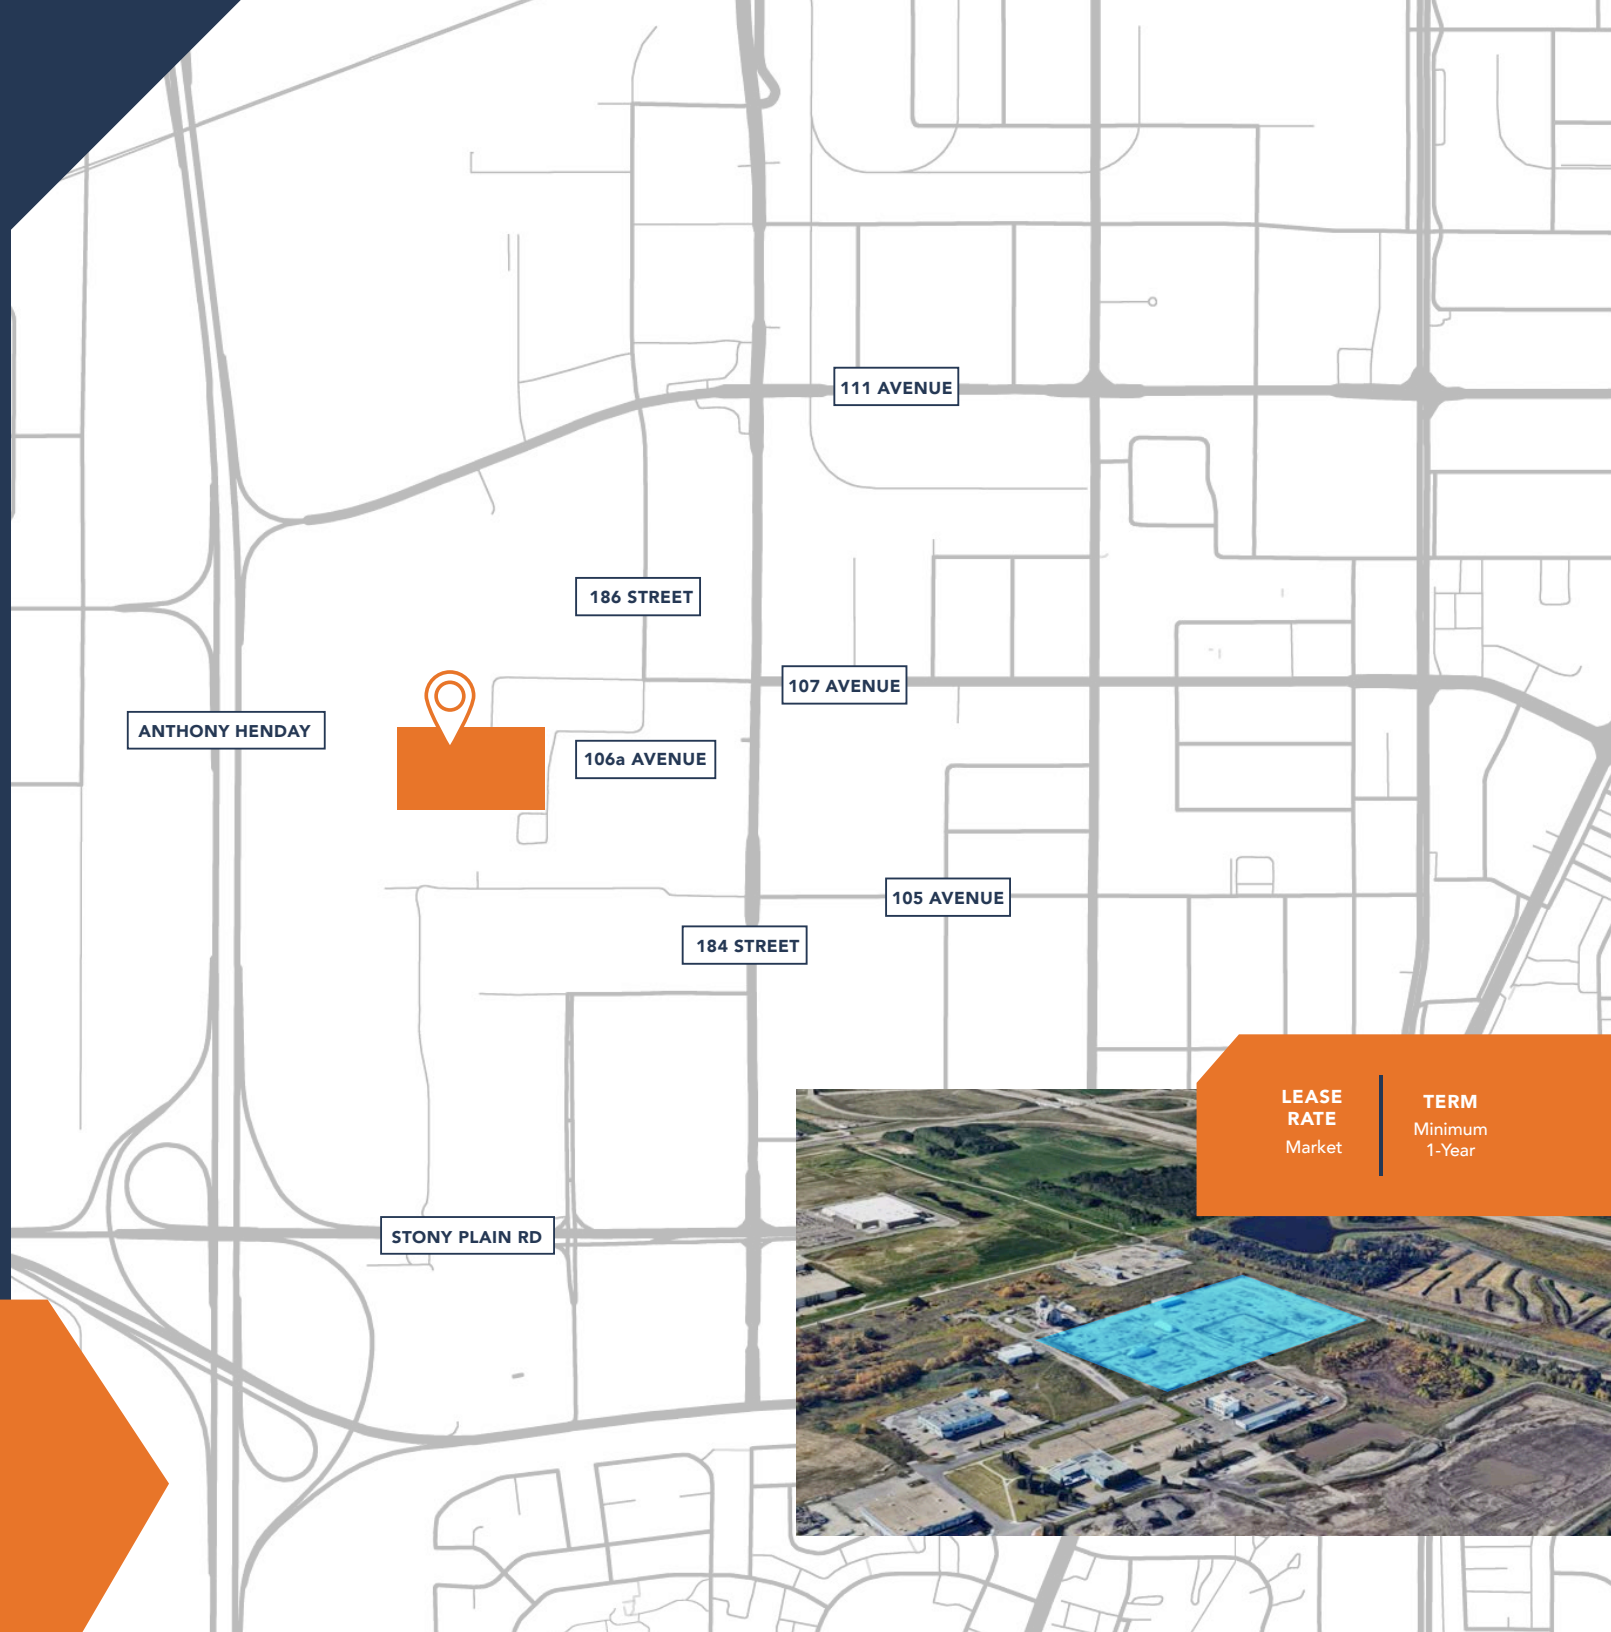 111 AVENUE
186 STREET
107 AVENUE
ANTHONY HENDAY
106a AVENUE
105 AVENUE
184 STREET
LEASE
RATE
Market
TERM
Minimum
1-Year
STONY PLAIN RD